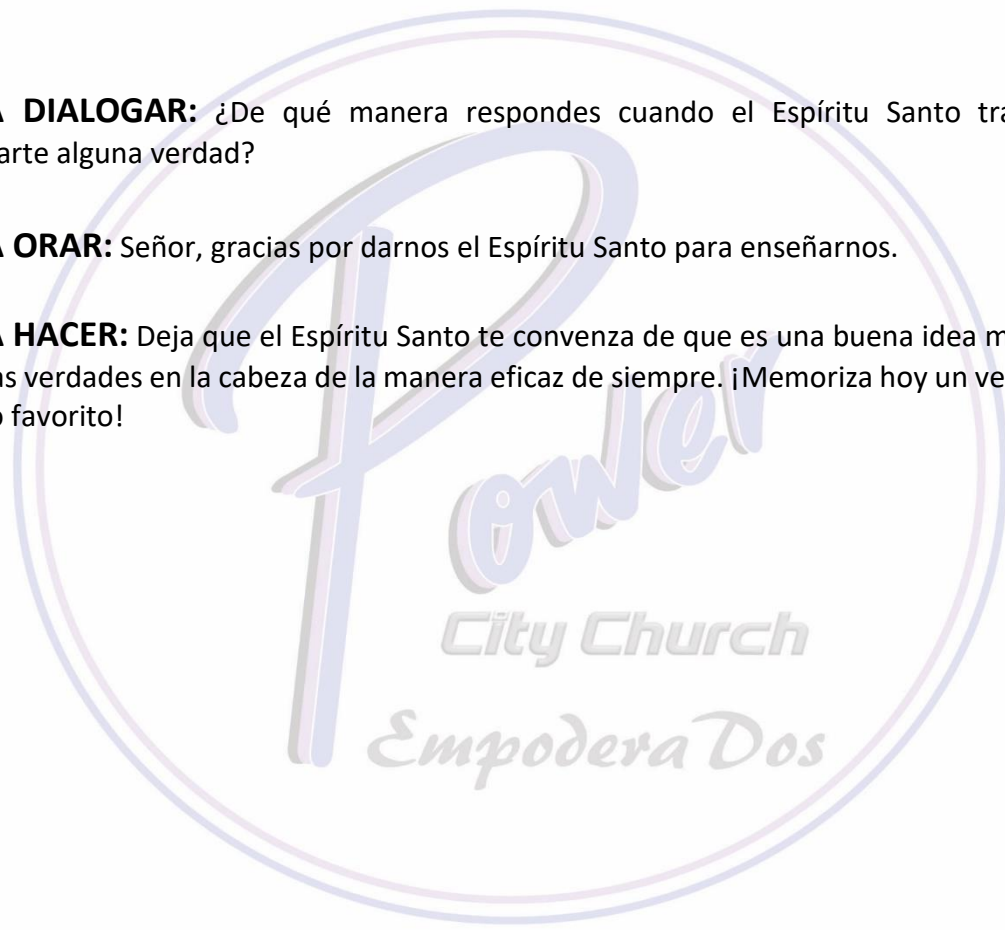 A DIALOGAR: ¿De qué manera respondes cuando el Espíritu Santo tra
arte alguna verdad?
A ORAR: Señor, gracias por darnos el Espíritu Santo para enseñarnos.
A HACER: Deja que el Espíritu Santo te convenza de que es una buena idea m
as verdades en la cabeza de la manera eficaz de siempre. ¡Memoriza hoy un ve
o favorito!
Power
City Church
Empodera Dos